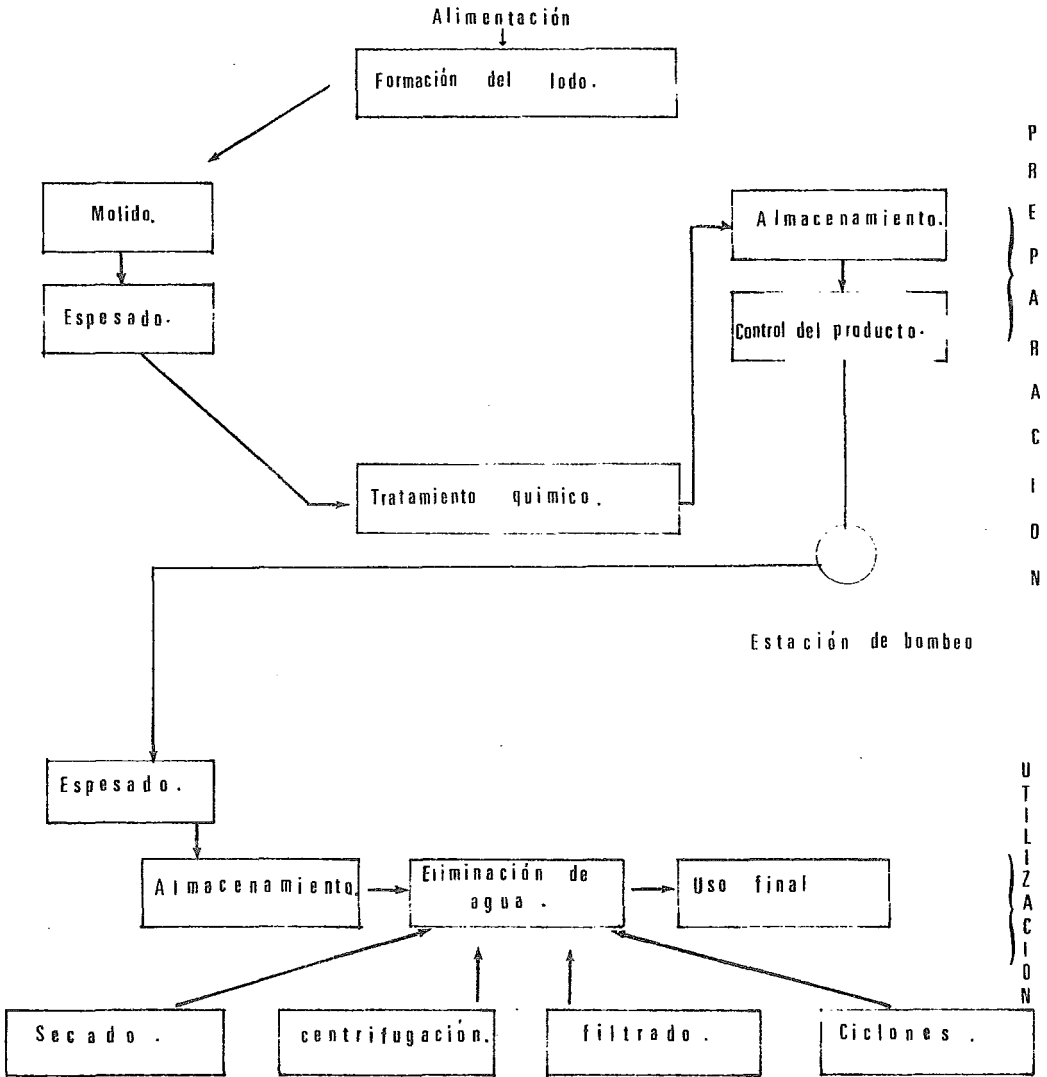 Alimentación
Formación del lodo.
Molido.
Espesado.
Tratamiento quimico.
Almacenamiento.
Control del producto.
PREPARACION
Estación de bombeo
Espesado.
Almacenamiento.
Eliminación de
agua.
Uso final
UTILIZACION
Secado.
centrifugación.
filtrado.
Ciclones.